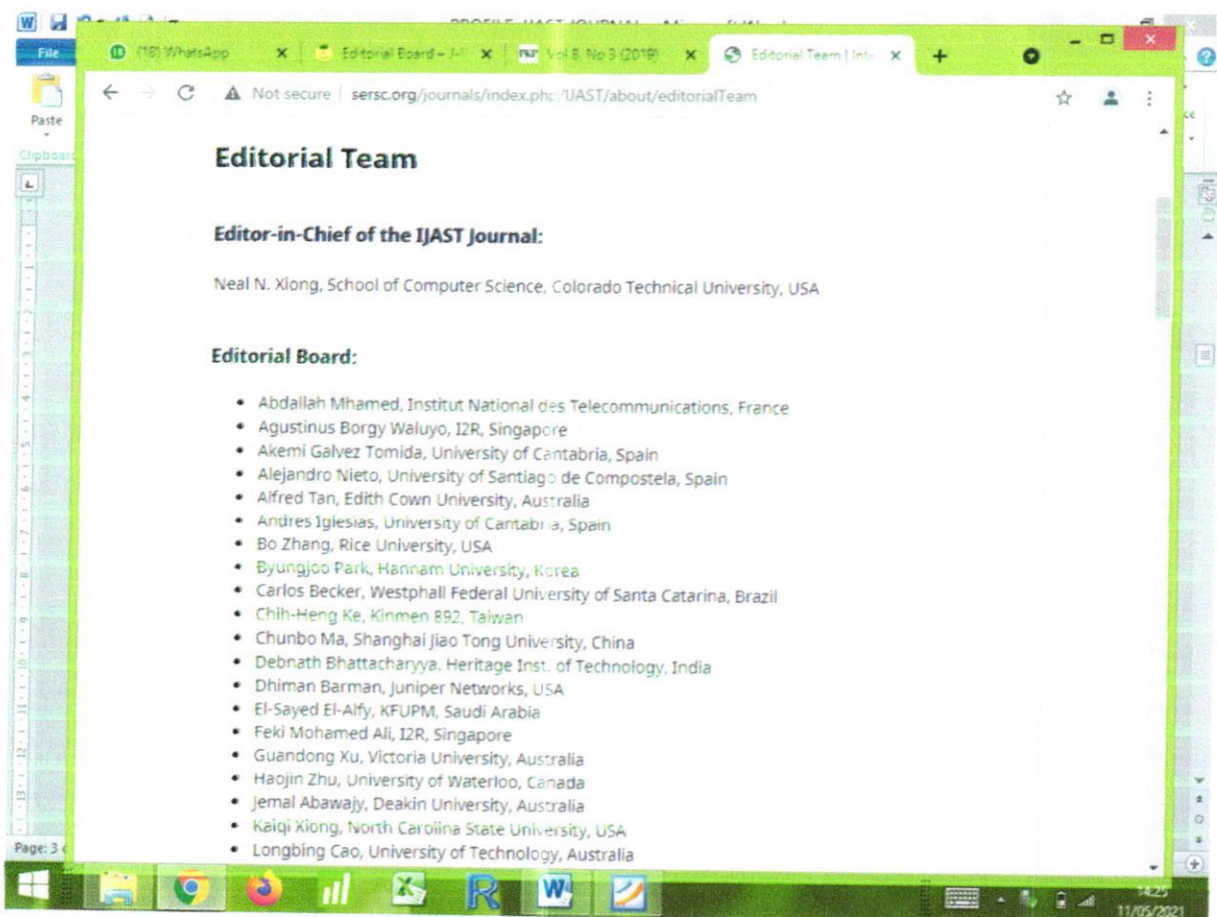 File
Paste
Clipboard
(18) WhatsApp
Editorial Board – J-
PKP Vol 8, No 3 (2019)
Editorial Team | Inte
Not secure | sersc.org/journals/index.php/IJAST/about/editorialTeam
Editorial Team
Editor-in-Chief of the IJAST Journal:
Neal N. Xiong, School of Computer Science, Colorado Technical University, USA
Editorial Board:
• Abdallah Mhamed, Institut National des Telecommunications, France
• Agustinus Borgy Waluyo, I2R, Singapore
• Akemi Galvez Tomida, University of Cantabria, Spain
• Alejandro Nieto, University of Santiago de Compostela, Spain
• Alfred Tan, Edith Cown University, Australia
• Andres Iglesias, University of Cantabria, Spain
• Bo Zhang, Rice University, USA
• Byungjoo Park, Hannam University, Korea
• Carlos Becker, Westphall Federal University of Santa Catarina, Brazil
• Chih-Heng Ke, Kinmen 892, Taiwan
• Chunbo Ma, Shanghai Jiao Tong University, China
• Debnath Bhattacharyya, Heritage Inst. of Technology, India
• Dhiman Barman, Juniper Networks, USA
• El-Sayed El-Alfy, KFUPM, Saudi Arabia
• Feki Mohamed Ali, I2R, Singapore
• Guandong Xu, Victoria University, Australia
• Haojin Zhu, University of Waterloo, Canada
• Jemal Abawajy, Deakin University, Australia
• Kaiqi Xiong, North Carolina State University, USA
• Longbing Cao, University of Technology, Australia
Page: 3
14.25
11/05/2021